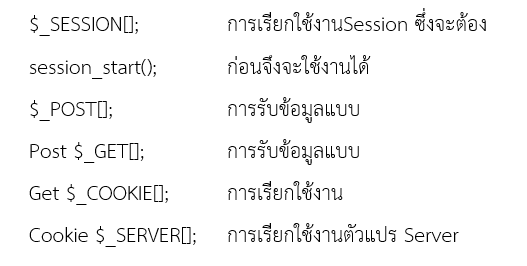 $_SESSION[]; การเรียกใช้งานSession ซึ่งจะต้อง
session_start(); ก่อนจึงจะใช้งานได้
$_POST[]; การรับข้อมูลแบบ
Post $_GET[]; การรับข้อมูลแบบ
Get $_COOKIE[]; การเรียกใช้งาน
Cookie $_SERVER[]; การเรียกใช้งานตัวแปร Server